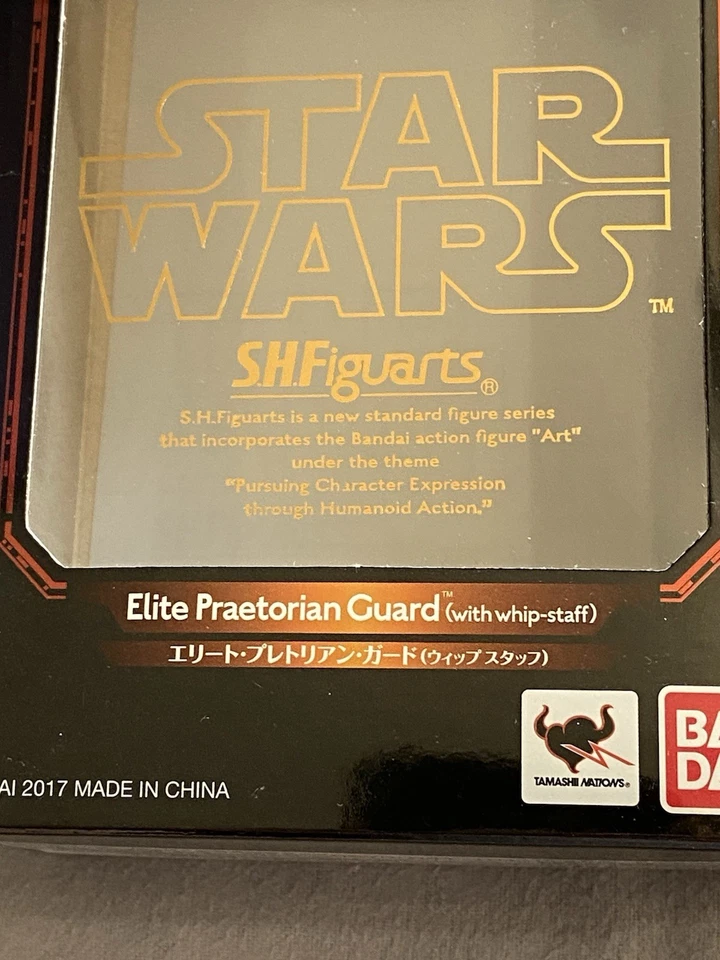 STAR
WARS
TM
S.H.Figuarts®
S.H.Figuarts is a new standard figure series
that incorporates the Bandai action figure "Art"
under the theme
“Pursuing Character Expression
through Humanoid Action.”
Elite Praetorian Guard™ (with whip-staff)
エリート・プレトリアン・ガード(ウィップ スタッフ)
TAMASHII NATIONS®
BA
DA
AI 2017 MADE IN CHINA